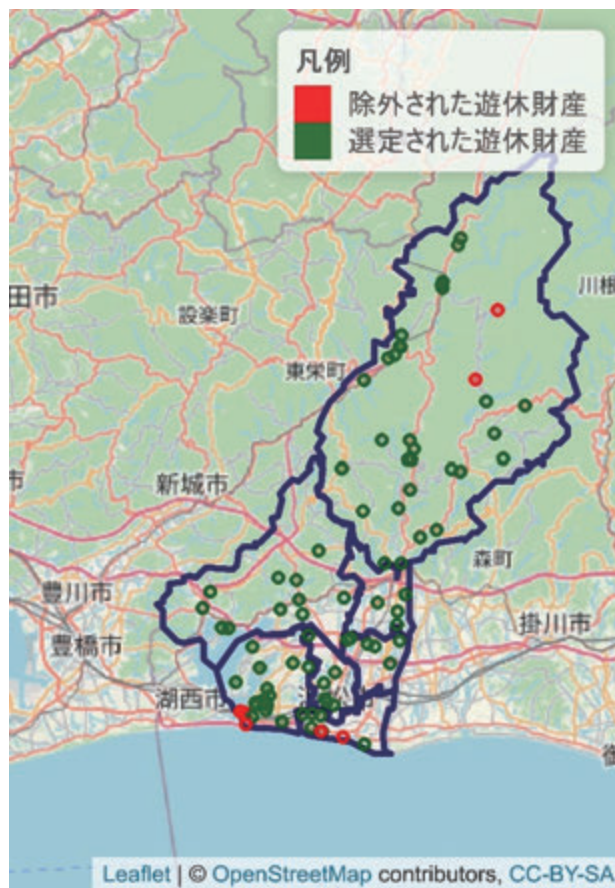 凡例
除外された遊休財産
選定された遊休財産
田市
設楽町
川根
東栄町
市
新城市
森町
豊川市
掛川市
豊橋市
湖西市
御
Leaflet | © OpenStreetMap contributors, CC-BY-SA